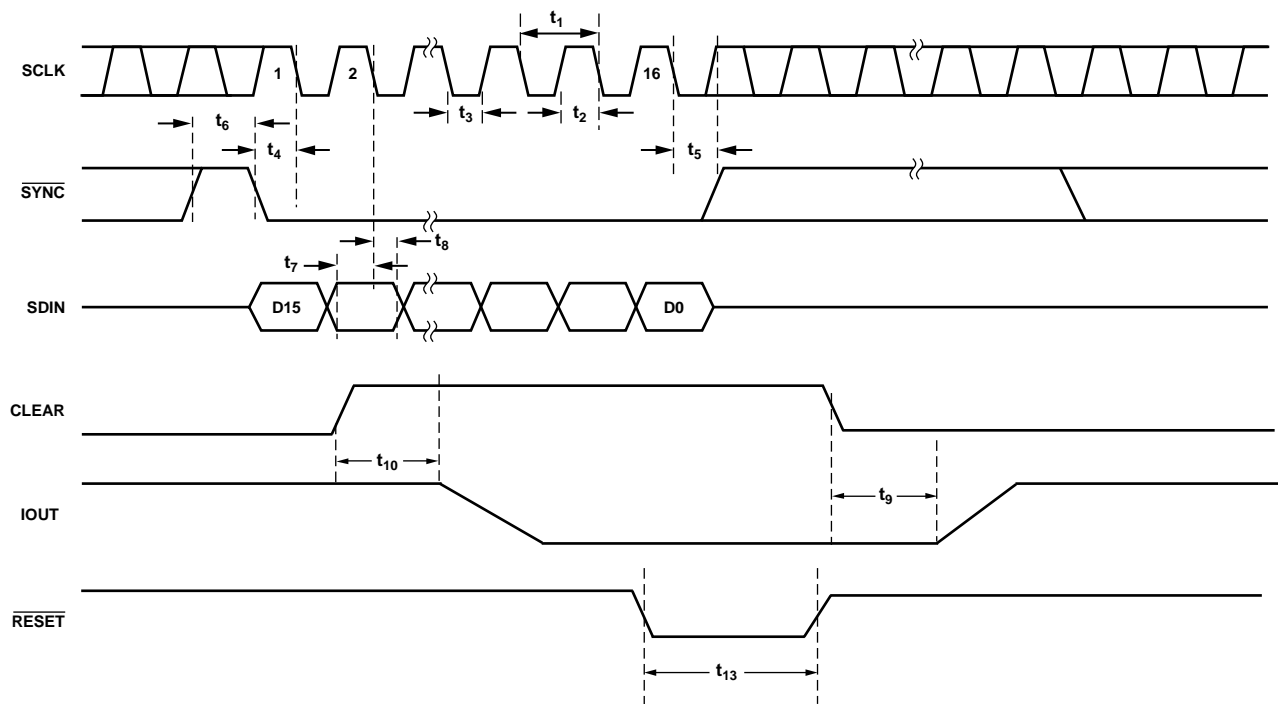 t1
SCLK
1
2
16
t3
t2
t6
t4
t5
SYNC
t8
t7
SDIN
D15
D0
CLEAR
t10
t9
IOUT
RESET
t13